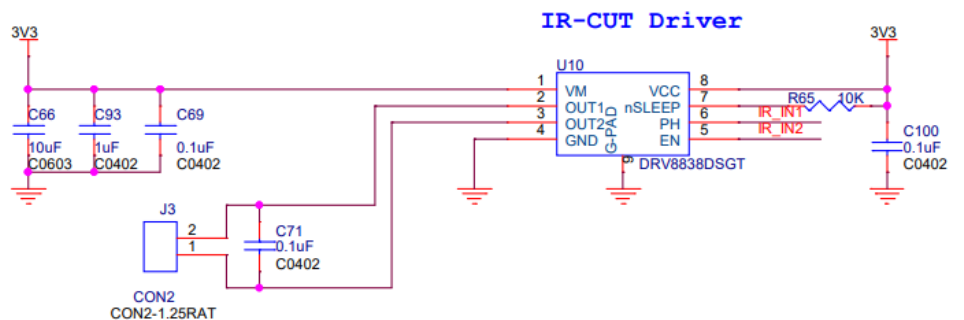 IR-CUT Driver
3V3
3V3
U10
1 VM VCC 8
2 OUT1 nSLEEP 7 R65 10K
3 OUT2 PH 6 IR_IN1
4 GND EN 5 IR_IN2
G-PAD
9
DRV8838DSGT
C66
10uF
C0603
C93
1uF
C0402
C69
0.1uF
C0402
C100
0.1uF
C0402
J3
2
1
C71
0.1uF
C0402
CON2
CON2-1.25RAT